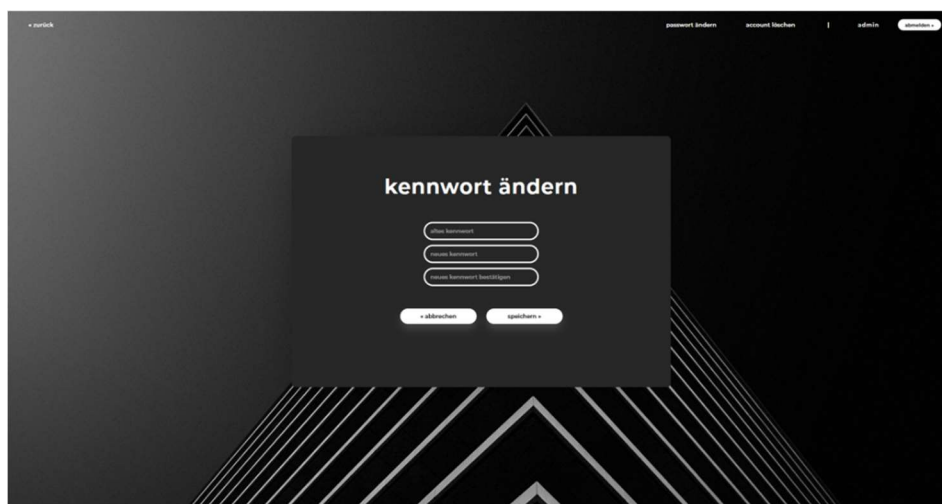 « zurück
passwort ändern account löschen | admin abmelden »
kennwort ändern
altes kennwort
neues kennwort
neues kennwort bestätigen
« abbrechen speichern »